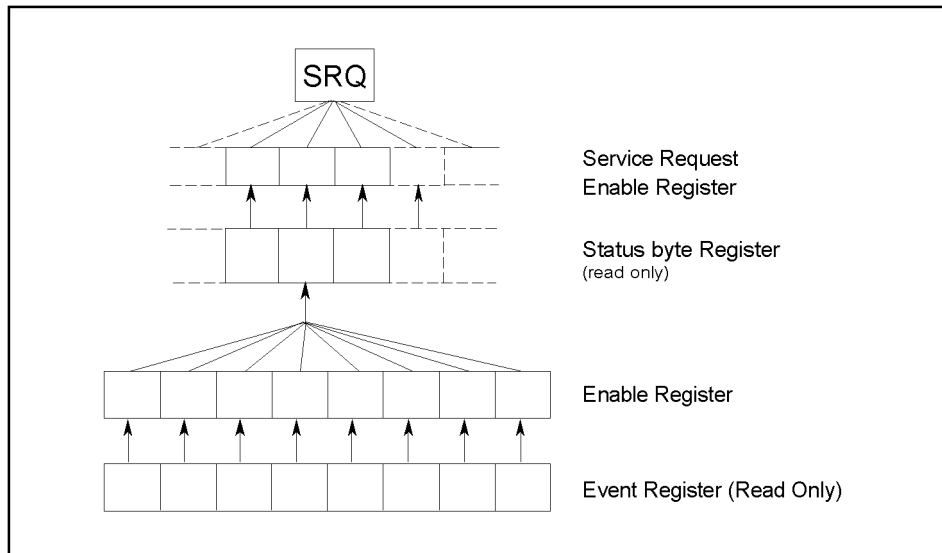 SRQ
Service Request
Enable Register
Status byte Register
(read only)
Enable Register
Event Register (Read Only)